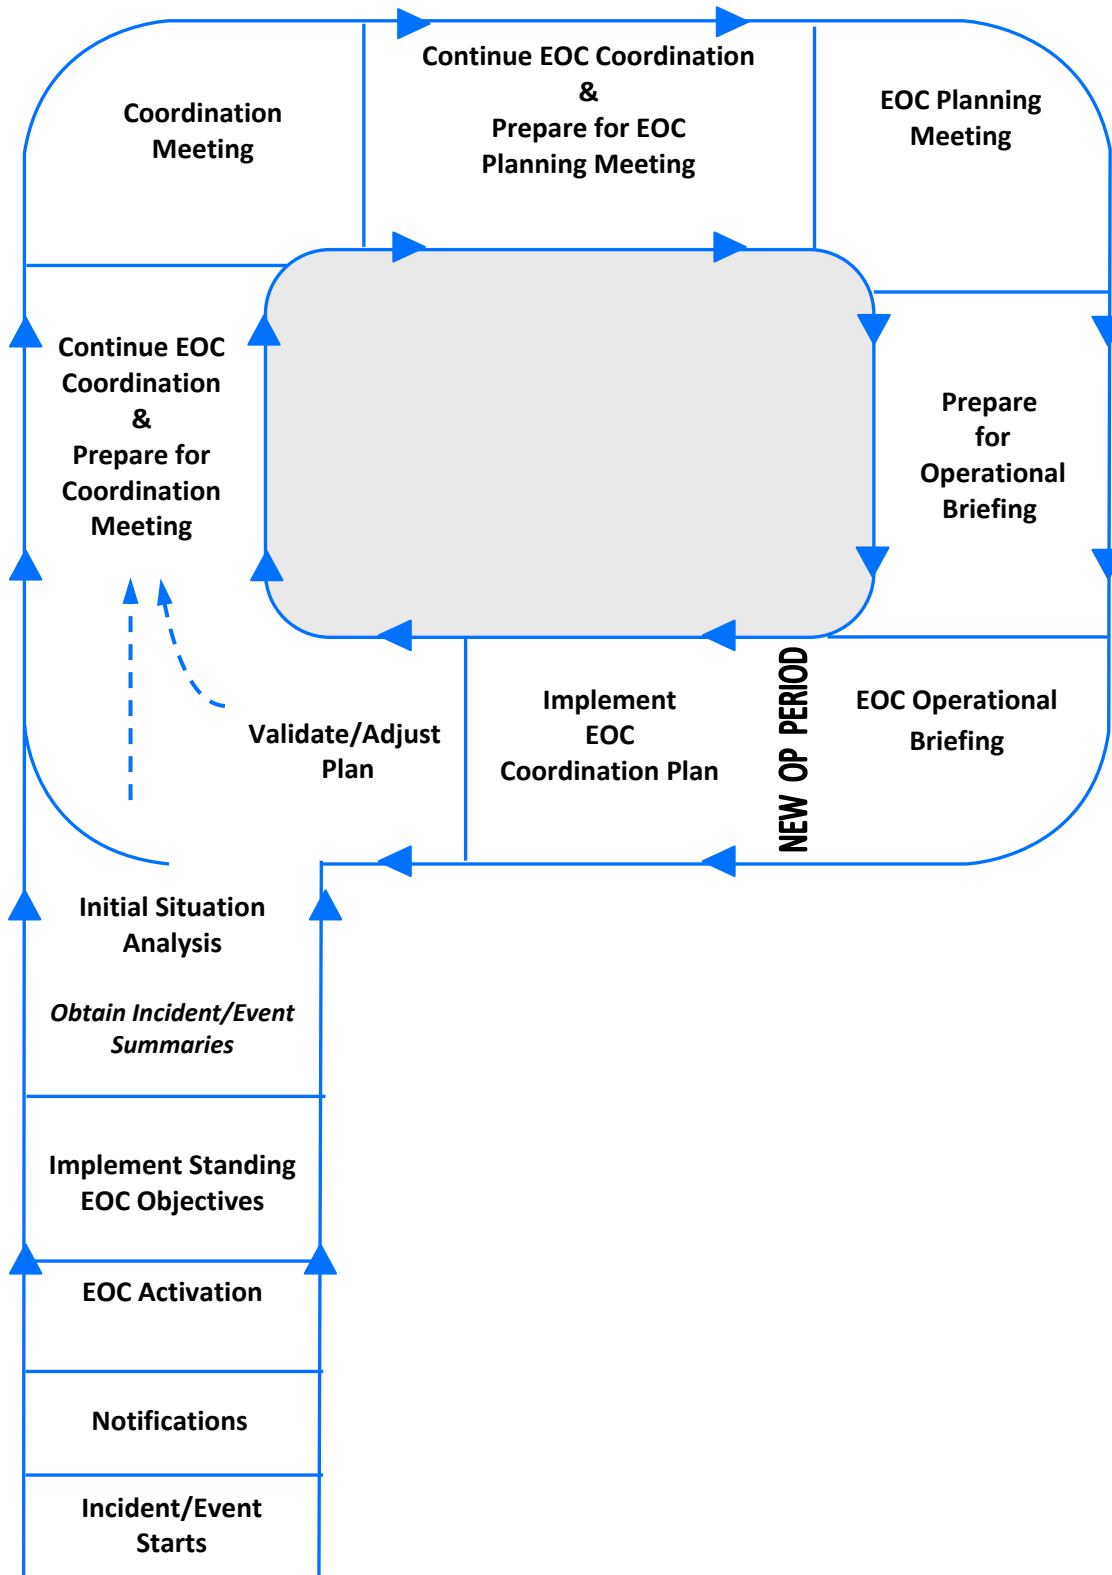 Continue EOC Coordination
&
Prepare for EOC
Planning Meeting
EOC Planning
Meeting
Coordination
Meeting
Continue EOC
Coordination
&
Prepare for
Coordination
Meeting
Prepare
for
Operational
Briefing
Validate/Adjust
Plan
Implement
EOC
Coordination Plan
NEW OP PERIOD
EOC Operational
Briefing
Initial Situation
Analysis
Obtain Incident/Event
Summaries
Implement Standing
EOC Objectives
EOC Activation
Notifications
Incident/Event
Starts